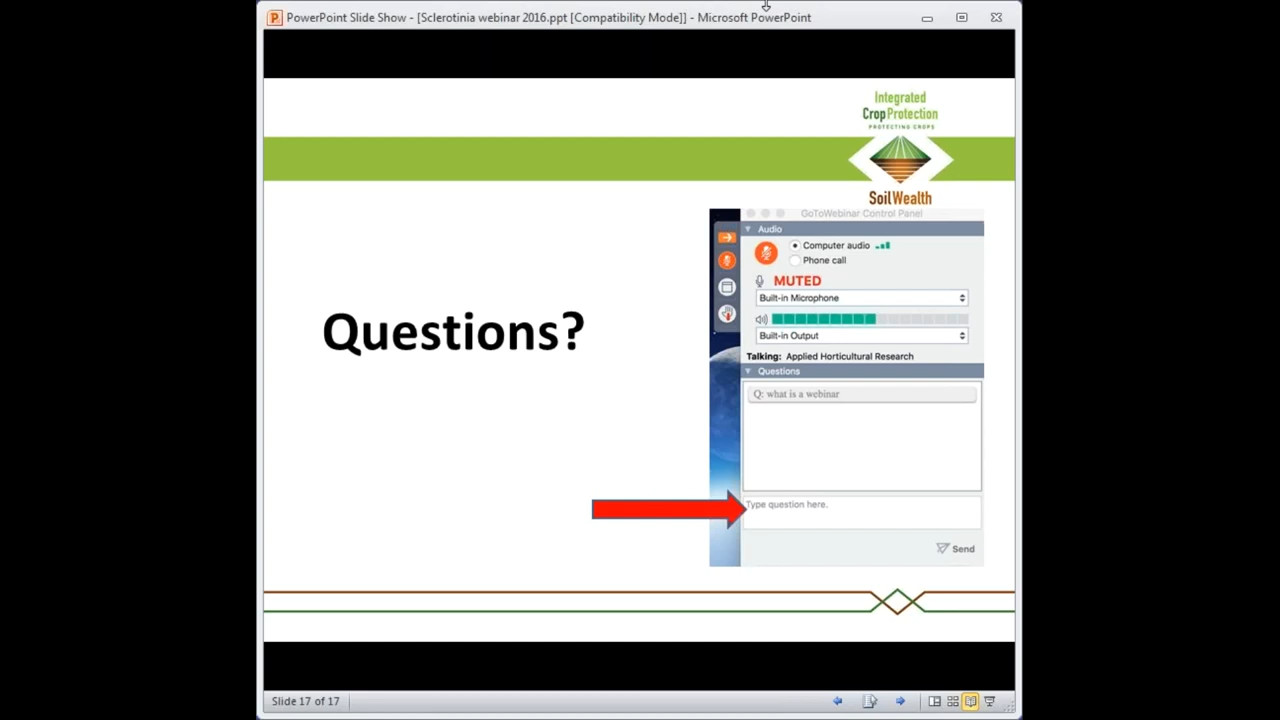 PowerPoint Slide Show - [Sclerotinia webinar 2016.ppt [Compatibility Mode]] - Microsoft PowerPoint
Integrated
CropProtection
PROTECTING CROPS
SoilWealth
Questions?
GoToWebinar Control Panel
Audio
Computer audio
Phone call
MUTED
Built-in Microphone
Built-in Output
Talking: Applied Horticultural Research
Questions
Q: what is a webinar
Type question here.
Send
Slide 17 of 17